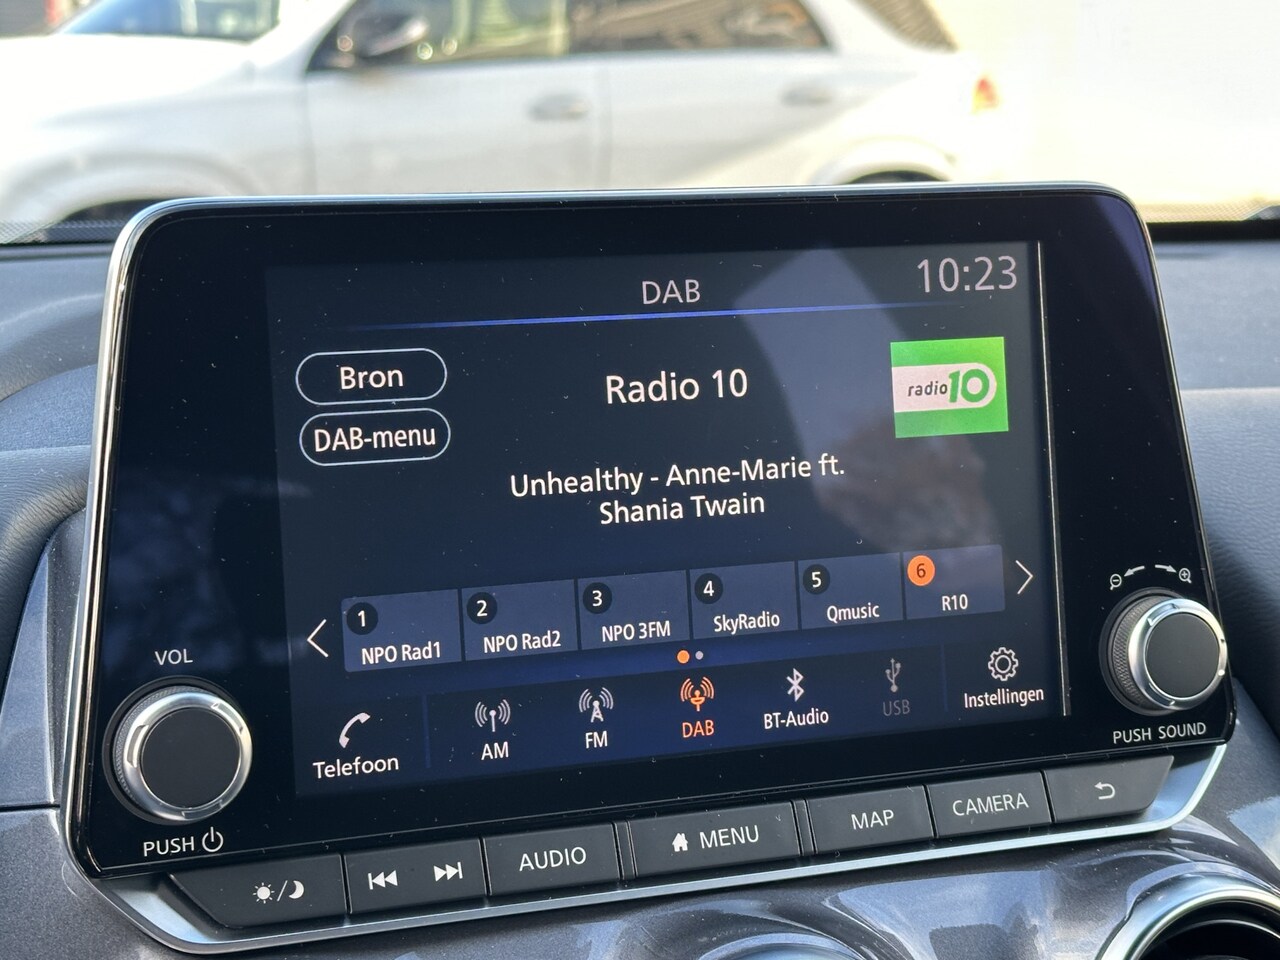 DAB
10:23
Bron
Radio 10
radio10
DAB-menu
Unhealthy - Anne-Marie ft.
Shania Twain
1
NPO Rad1
2
NPO Rad2
3
NPO 3FM
4
SkyRadio
5
Qmusic
6
R10
Telefoon
AM
FM
DAB
BT-Audio
USB
Instellingen
VOL
PUSH
PUSH SOUND
AUDIO
MENU
MAP
CAMERA